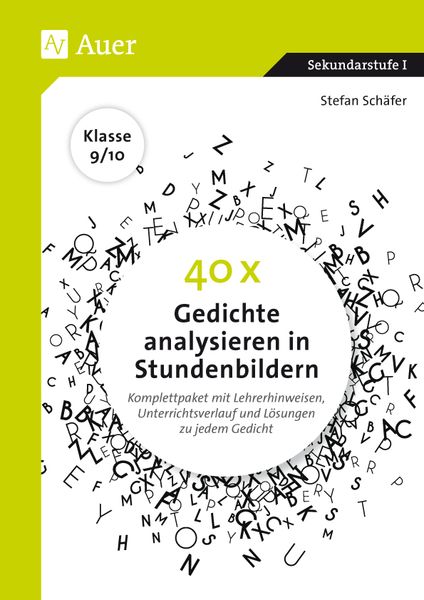 AV Auer
Sekundarstufe I
Stefan Schäfer
Klasse
9/10
40 x
Gedichte
analysieren in
Stundenbildern
Komplettpaket mit Lehrerhinweisen,
Unterrichtsverlauf und Lösungen
zu jedem Gedicht